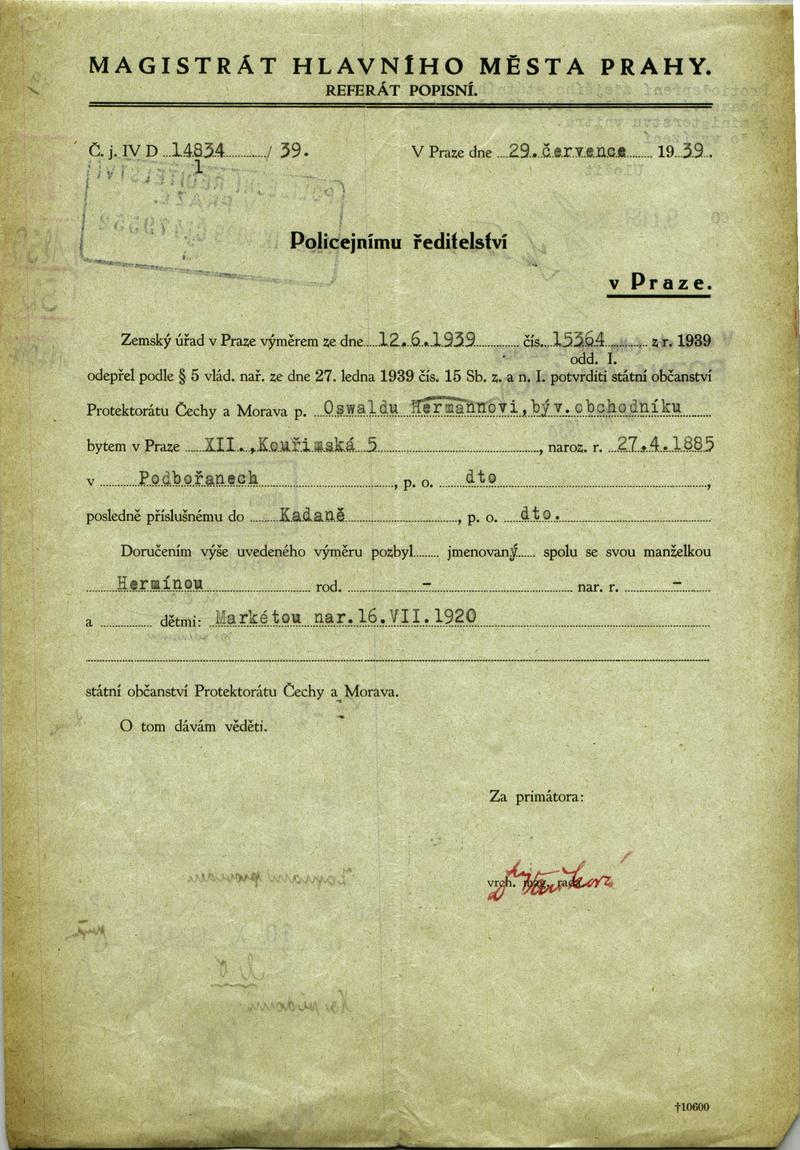 MAGISTRÁT HLAVNÍHO MĚSTA PRAHY.
REFERÁT POPISNÍ.
Č. j. IV D 14834 / 39. V Praze dne 29. července 1939.
1
Policejnímu ředitelství
v Praze.
Zemský úřad v Praze výměrem ze dne 12.6.1939 čís. 15364 z r. 1939
odd. I.
odepřel podle § 5 vlád. nař. ze dne 27. ledna 1939 čís. 15 Sb. z. a n. I. potvrditi státní občanství
Protektorátu Čechy a Morava p. Oswaldu Hermannovi, býv. obchodníku
bytem v Praze XII., Kouřimská 5, naroz. r. 27.4.1885
v Podbořanech, p. o. dto,
posledně příslušnému do Kadaně, p. o. dto.
Doručením výše uvedeného výměru pozbyl jmenovaný spolu se svou manželkou
Hermínou rod. - nar. r. -
a dětmi: Markétou nar. 16.VII.1920
státní občanství Protektorátu Čechy a Morava.
O tom dávám věděti.
Za primátora:
vrch. mag. rada.
†10600